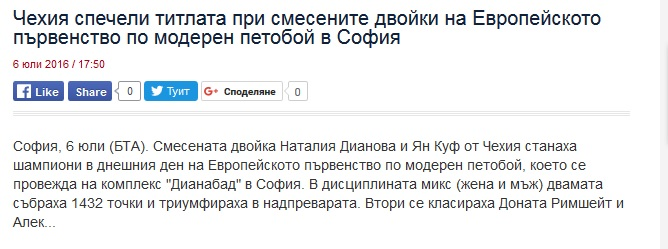 Чехия спечели титлата при смесените двойки на Европейското
първенство по модерен петобой в София
6 юли 2016 / 17:50
Like Share 0 Туит G+ Споделяне 0
София, 6 юли (БТА). Смесената двойка Наталия Дианова и Ян Куф от Чехия станаха
шампиони в днешния ден на Европейското първенство по модерен петобой, което се
провежда на комплекс "Дианабад" в София. В дисциплината микс (жена и мъж) двамата
събраха 1432 точки и триумфираха в надпреварата. Втори се класираха Доната Римшейт и
Алек...